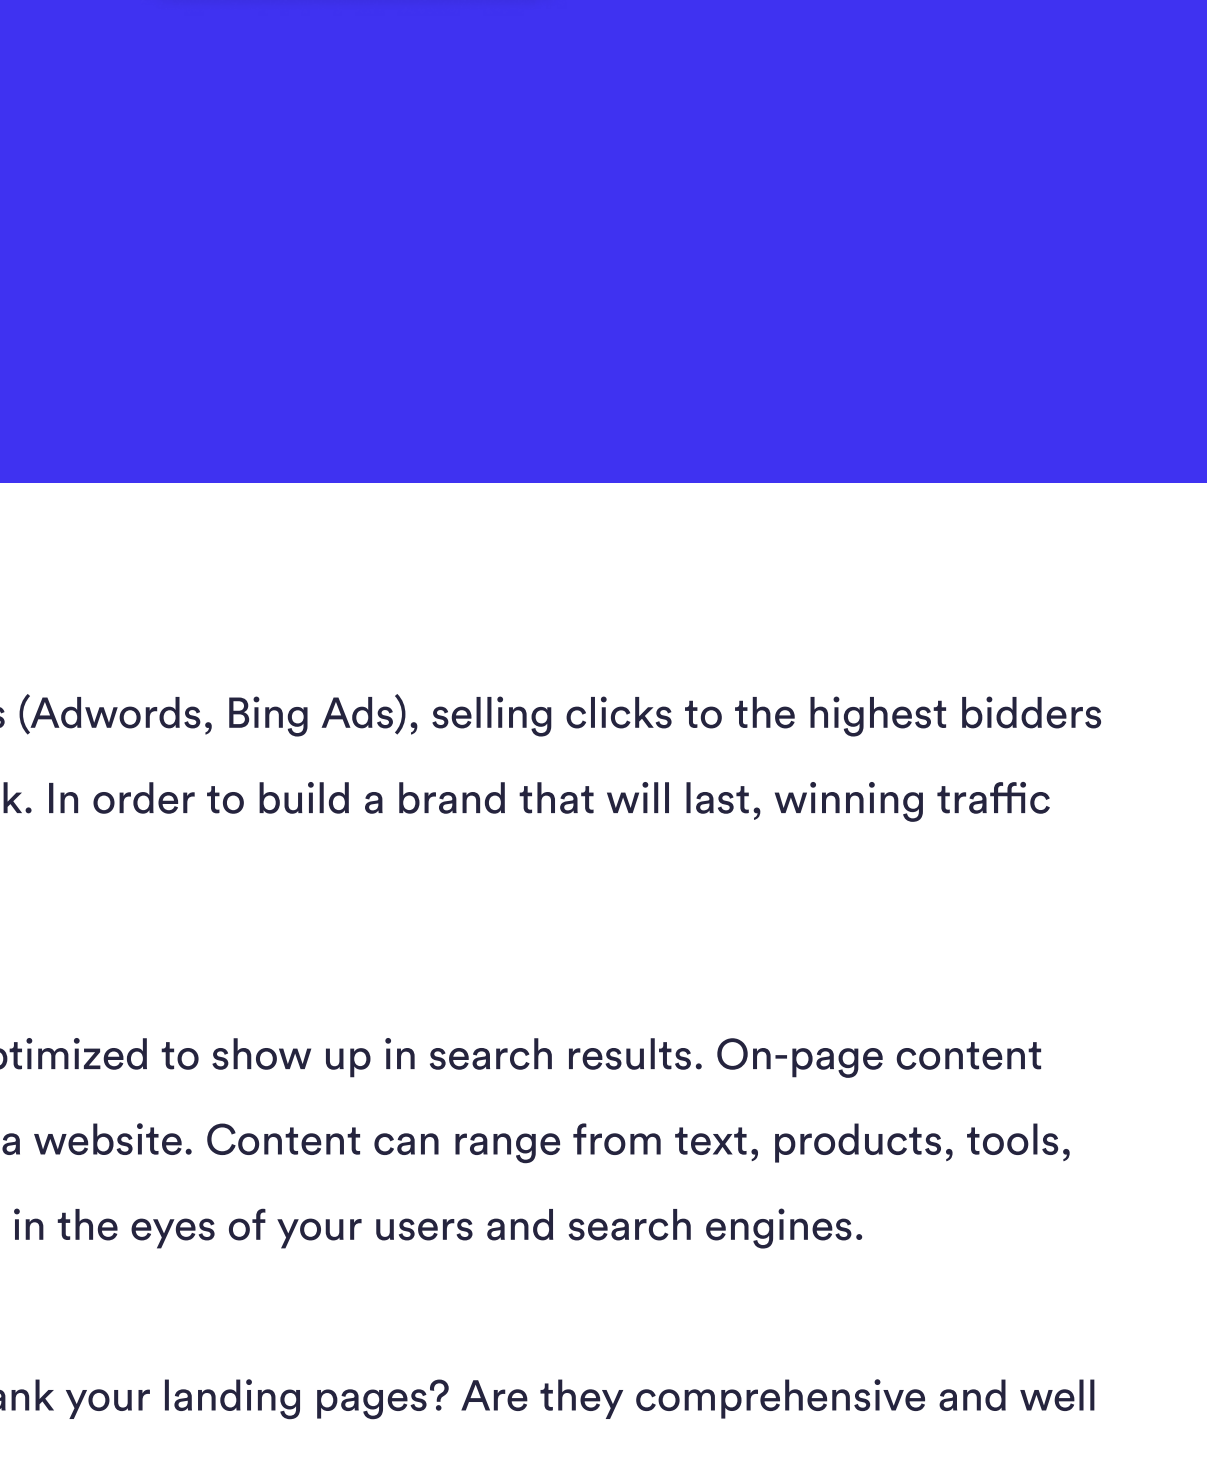 (Adwords, Bing Ads), selling clicks to the highest bidders
In order to build a brand that will last, winning traffic
to show up in search results. On-page content
a website. Content can range from text, products, tools,
in the eyes of your users and search engines.
your landing pages? Are they comprehensive and well